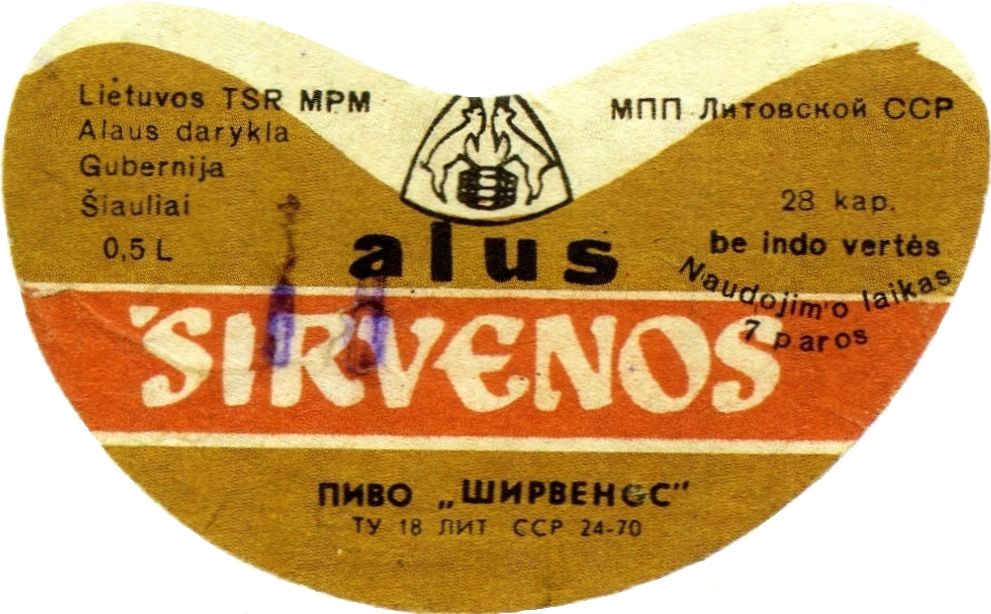 Lietuvos TSR MPM
Alaus darykla
Gubernija
Šiauliai
0,5 L
МПП Литовской ССР
28 kap.
be indo vertės
Naudojimo laikas
7 paros
alus
ŠIRVENOS
ПИВО „ШИРВЕНОС"
ТУ 18 ЛИТ ССР 24-70